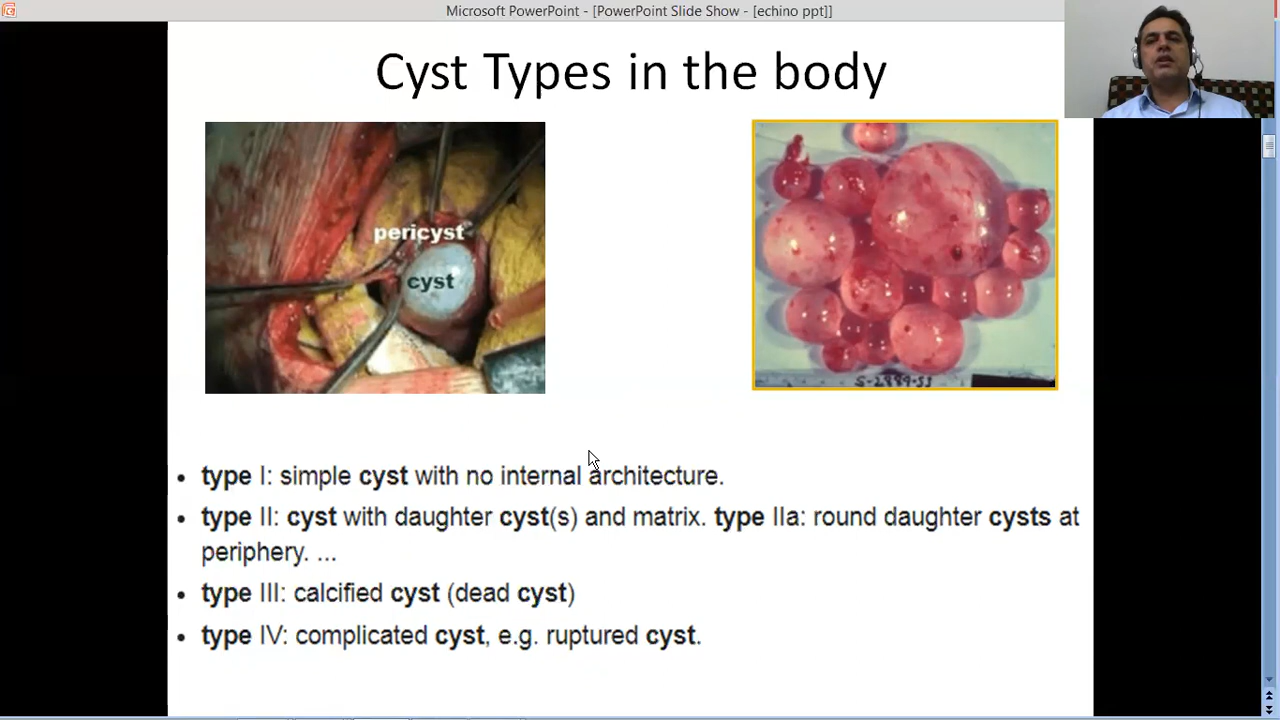 Microsoft PowerPoint - [PowerPoint Slide Show - [echino ppt]]
Cyst Types in the body
pericyst
cyst
S-2889-53
• type I: simple cyst with no internal architecture.
• type II: cyst with daughter cyst(s) and matrix. type IIa: round daughter cysts at
periphery. ...
• type III: calcified cyst (dead cyst)
• type IV: complicated cyst, e.g. ruptured cyst.